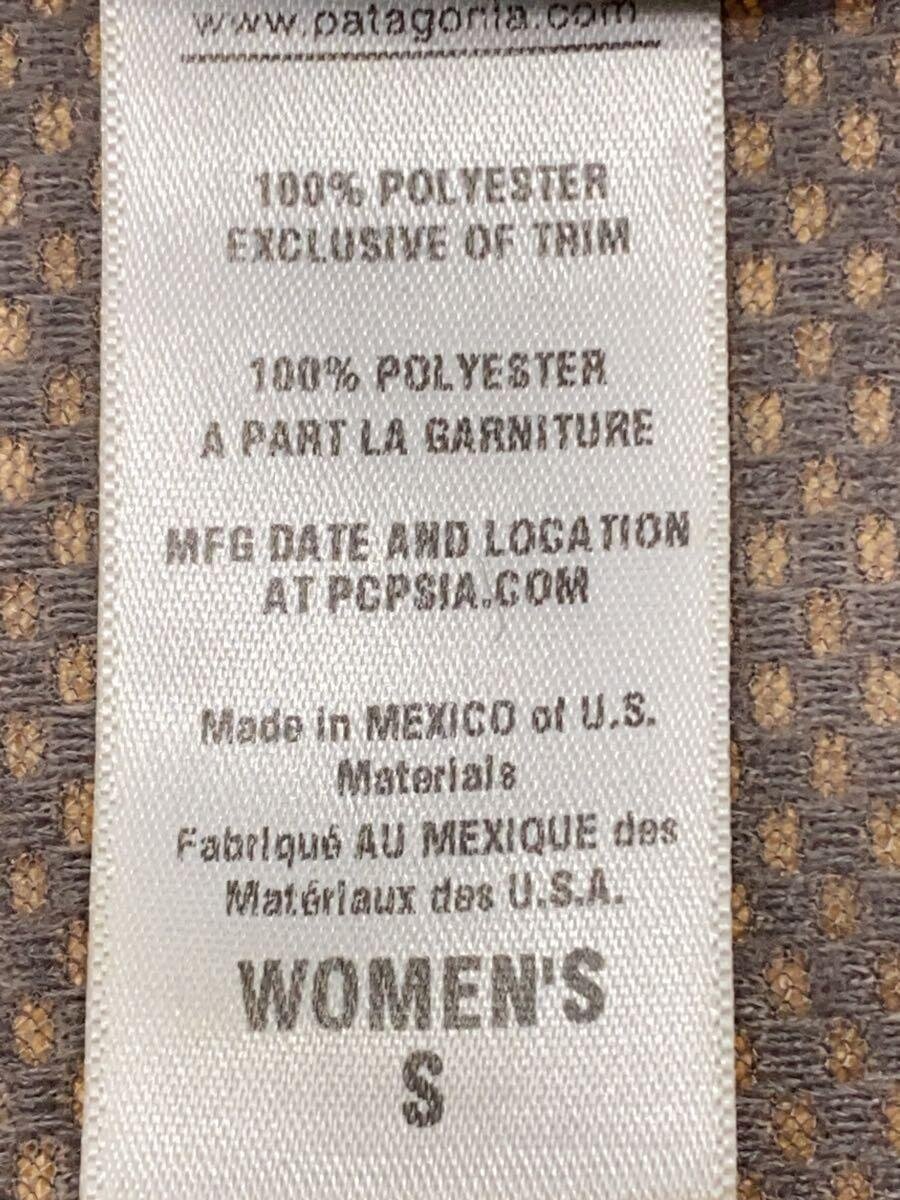 www.patagonia.com
100% POLYESTER
EXCLUSIVE OF TRIM
100% POLYESTER
A PART LA GARNITURE
MFG DATE AND LOCATION
AT PCPSIA.COM
Made in MEXICO of U.S.
Materials
Fabriqué AU MEXIQUE des
Matériaux des U.S.A.
WOMEN'S
S